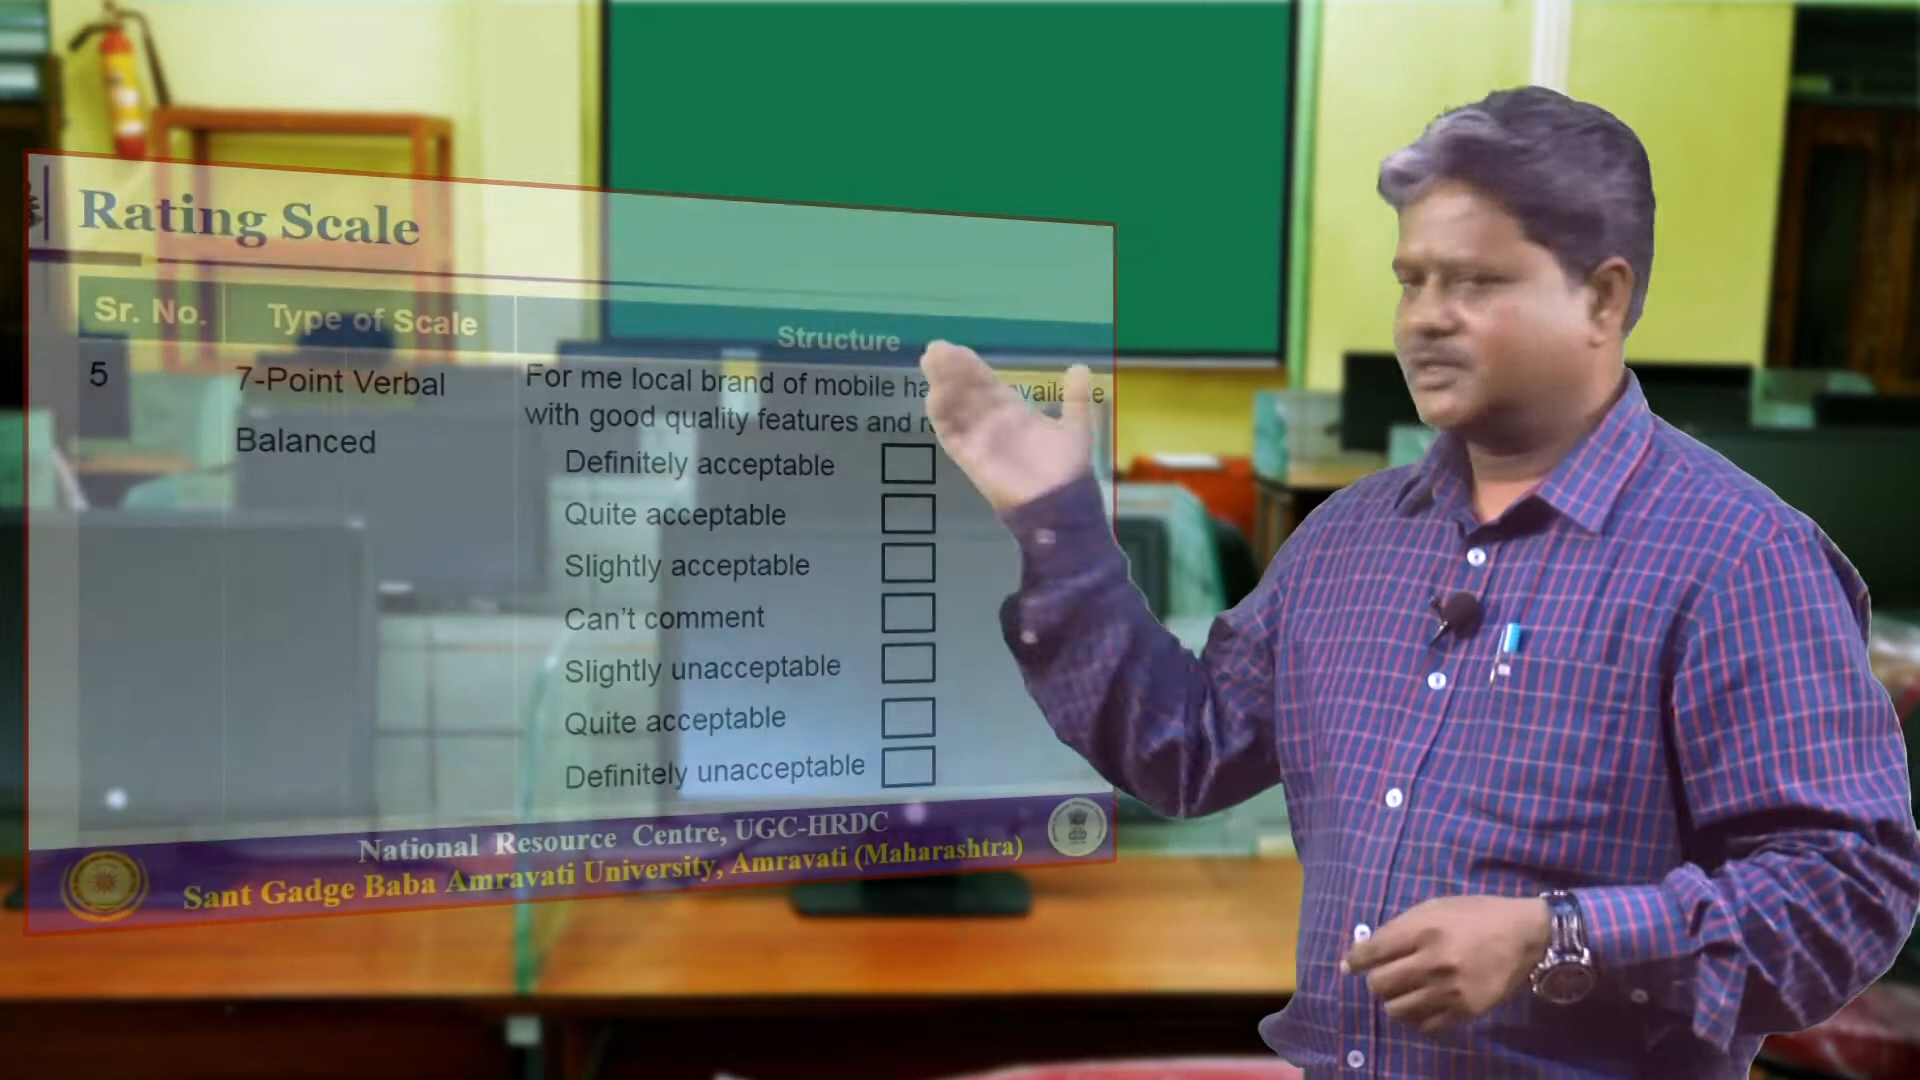 Rating Scale
Sr. No. Type of Scale Structure
5 7-Point Verbal Balanced
For me local brand of mobile
with good quality features and
Definitely acceptable
Quite acceptable
Slightly acceptable
Can't comment
Slightly unacceptable
Quite acceptable
Definitely unacceptable
National Resource Centre, UGC-HRDC
Sant Gadge Baba Amravati University, Amravati (Maharashtra)